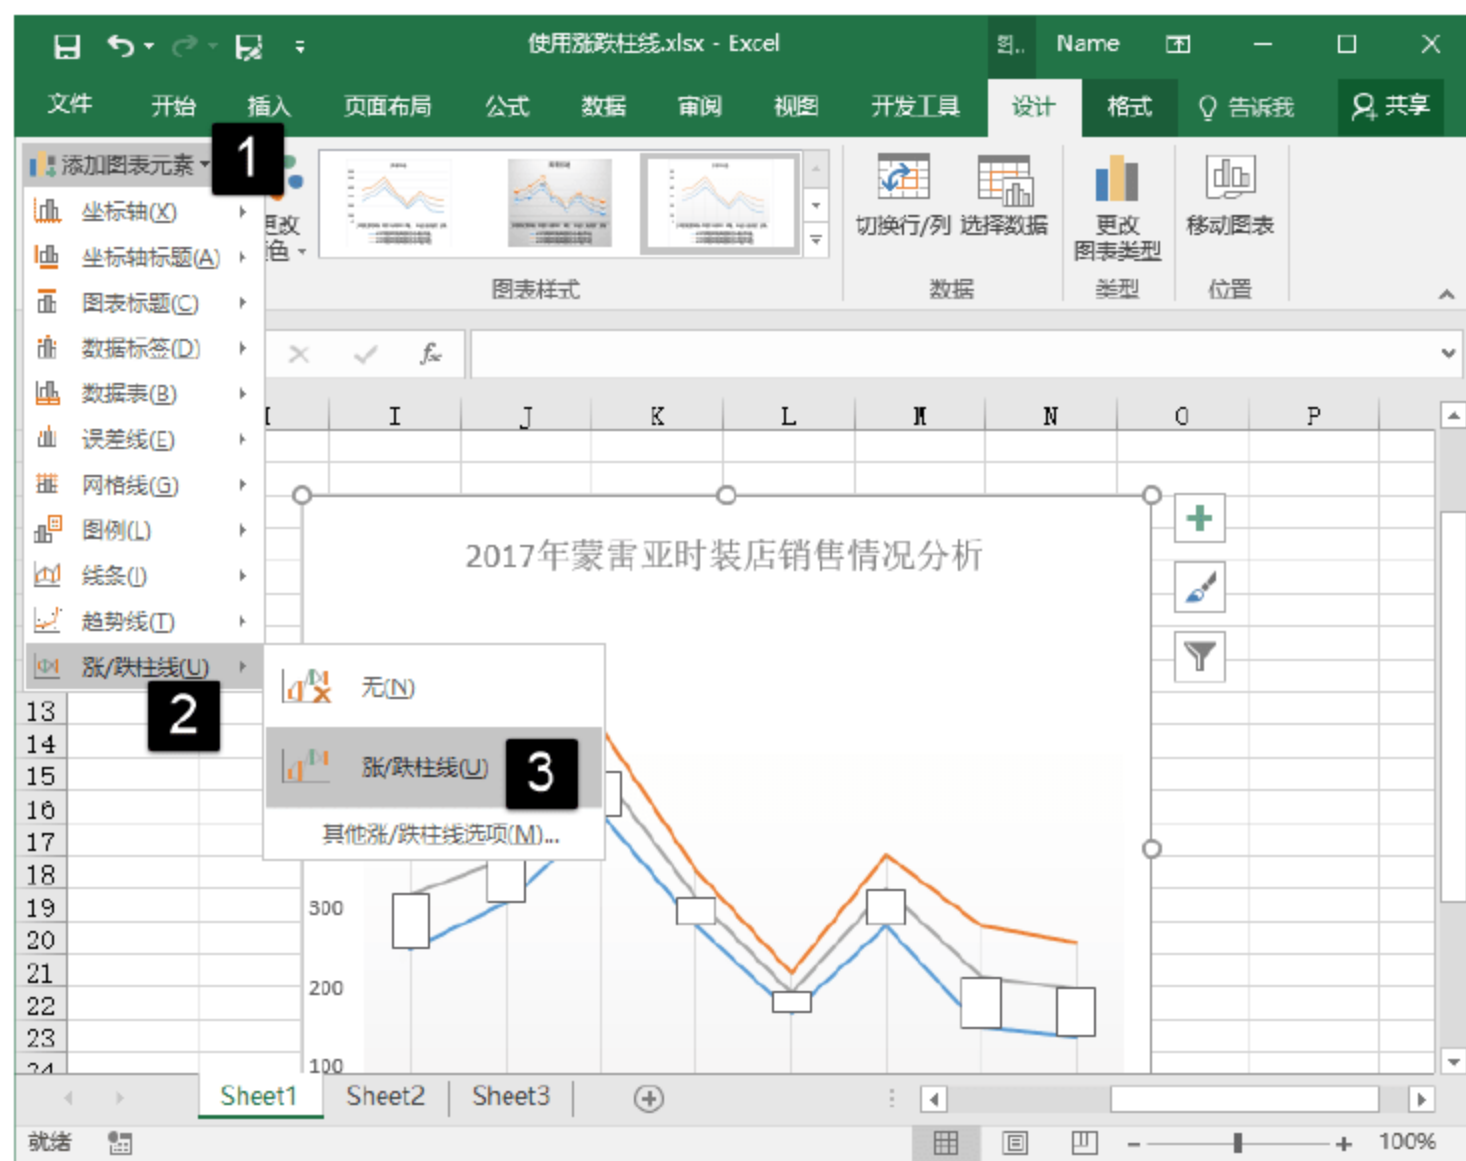 使用涨跌柱线.xlsx - Excel
Name
文件 开始 插入 页面布局 公式 数据 审阅 视图 开发工具 设计 格式 告诉我 共享
添加图表元素
1
坐标轴(X)
坐标轴标题(A)
图表标题(C)
数据标签(D)
数据表(B)
误差线(E)
网格线(G)
图例(L)
线条(I)
趋势线(T)
涨/跌柱线(U)
2
更改
色
图表样式
切换行/列 选择数据
数据
更改
图表类型
类型
移动图表
位置
fx
I J K L M N O P
2017年蒙雷亚时装店销售情况分析
无(N)
涨/跌柱线(U)
3
其他涨/跌柱线选项(M)...
13
14
15
16
17
18
19
20
21
22
23
24
300
200
100
Sheet1 Sheet2 Sheet3
就绪
100%